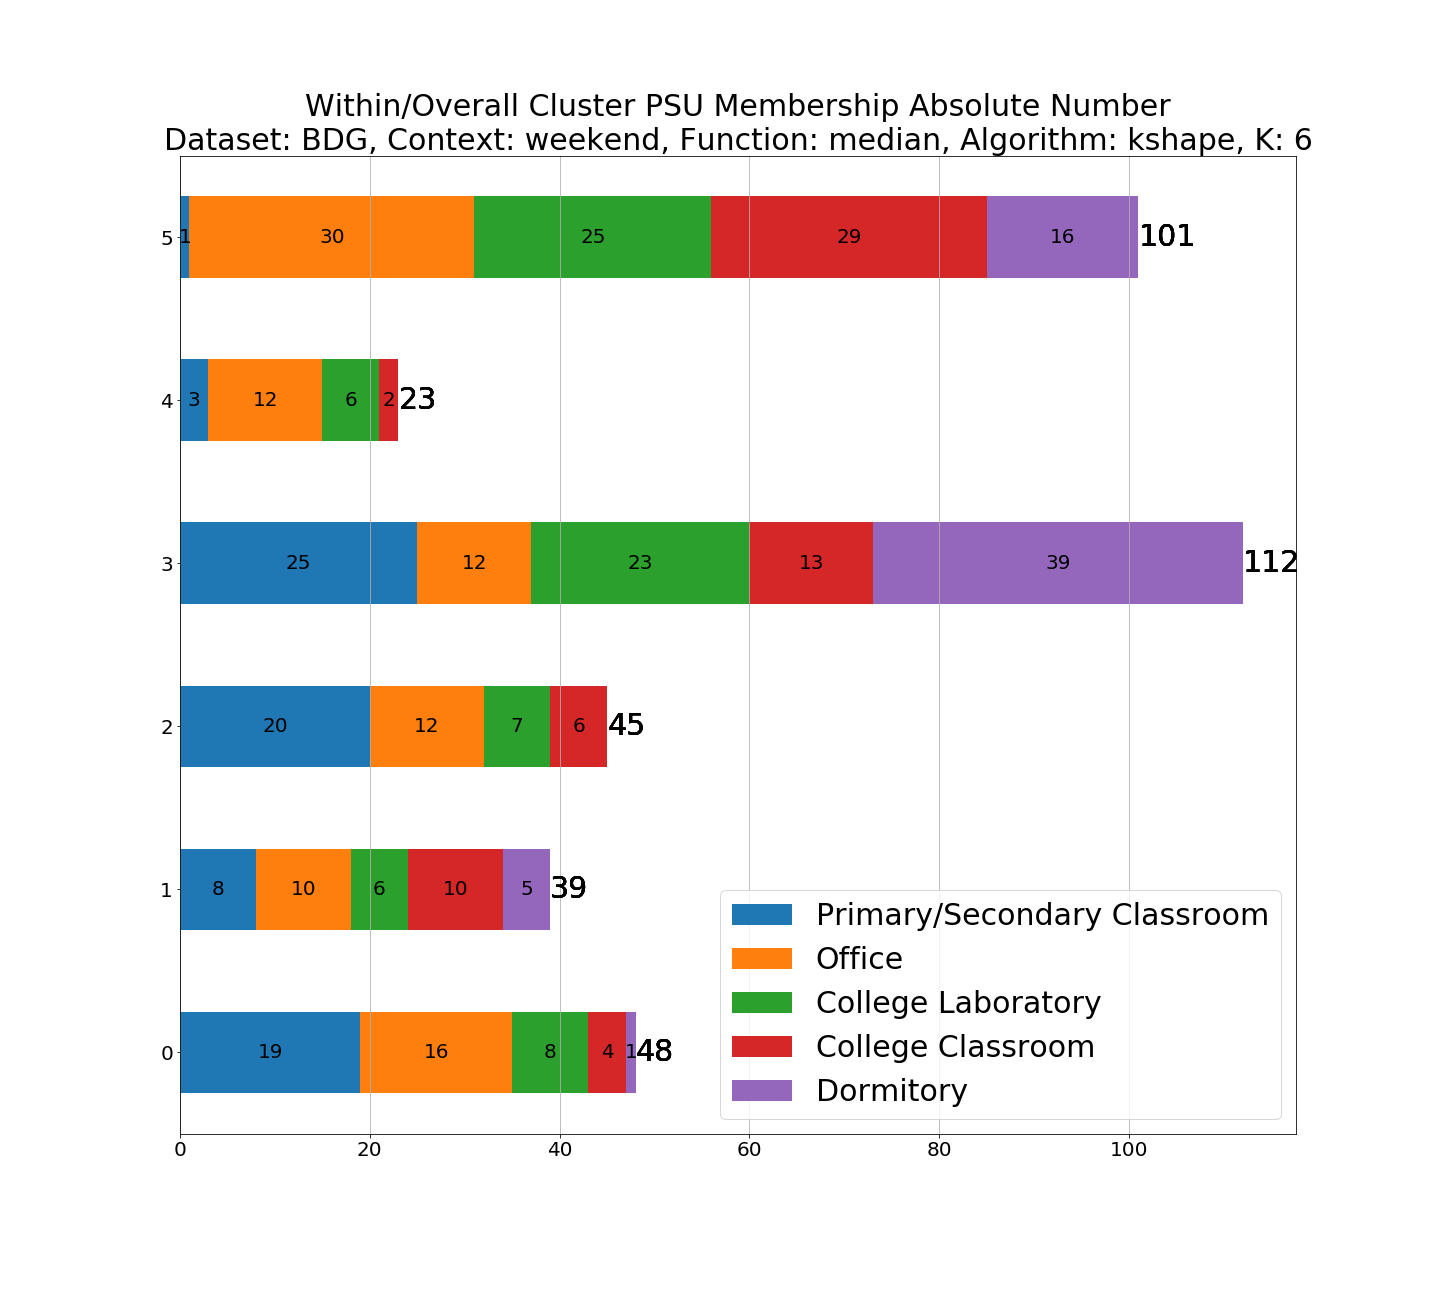 Within/Overall Cluster PSU Membership Absolute Number
Dataset: BDG, Context: weekend, Function: median, Algorithm: kshape, K: 6
5 1 30 25 29 16 101
4 3 12 6 2 23
3 25 12 23 13 39 112
2 20 12 7 6 45
1 8 10 6 10 5 39
0 19 16 8 4 1 48
Primary/Secondary Classroom
Office
College Laboratory
College Classroom
Dormitory
0 20 40 60 80 100